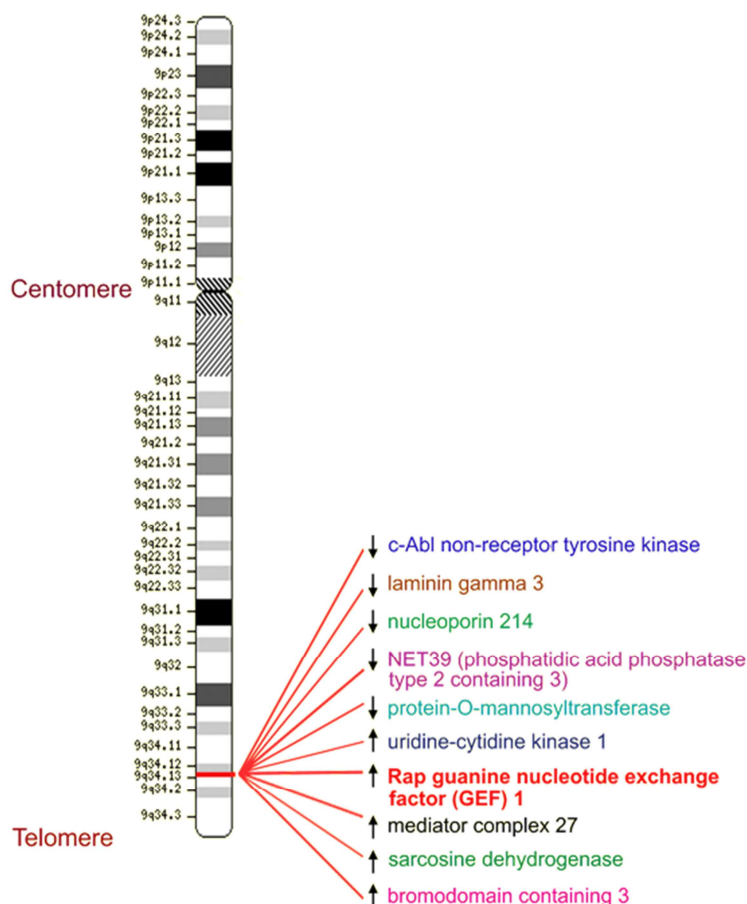 9p24.3
9p24.2
9p24.1
9p23
9p22.3
9p22.2
9p22.1
9p21.3
9p21.2
9p21.1
9p13.3
9p13.2
9p13.1
9p12
9p11.2
9p11.1
Centomere
9q11
9q12
9q13
9q21.11
9q21.12
9q21.13
9q21.2
9q21.31
9q21.32
9q21.33
9q22.1
9q22.2
9q22.31
9q22.32
9q22.33
9q31.1
9q31.2
9q31.3
9q32
9q33.1
9q33.2
9q33.3
9q34.11
9q34.12
9q34.13
9q34.2
9q34.3
Telomere
↓ c-Abl non-receptor tyrosine kinase
↓ laminin gamma 3
↓ nucleoporin 214
↓ NET39 (phosphatidic acid phosphatase
type 2 containing 3)
↓ protein-O-mannosyltransferase
↑ uridine-cytidine kinase 1
↑ Rap guanine nucleotide exchange
factor (GEF) 1
↑ mediator complex 27
↑ sarcosine dehydrogenase
↑ bromodomain containing 3